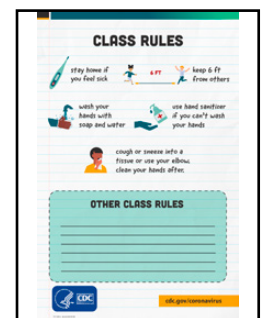 CLASS RULES
stay home if
you feel sick
6 FT
keep 6 ft
from others
wash your
hands with
soap and water
use hand sanitizer
if you can't wash
your hands
cough or sneeze into a
tissue or use your elbow,
clean your hands after.
OTHER CLASS RULES
CDC
cdc.gov/coronavirus